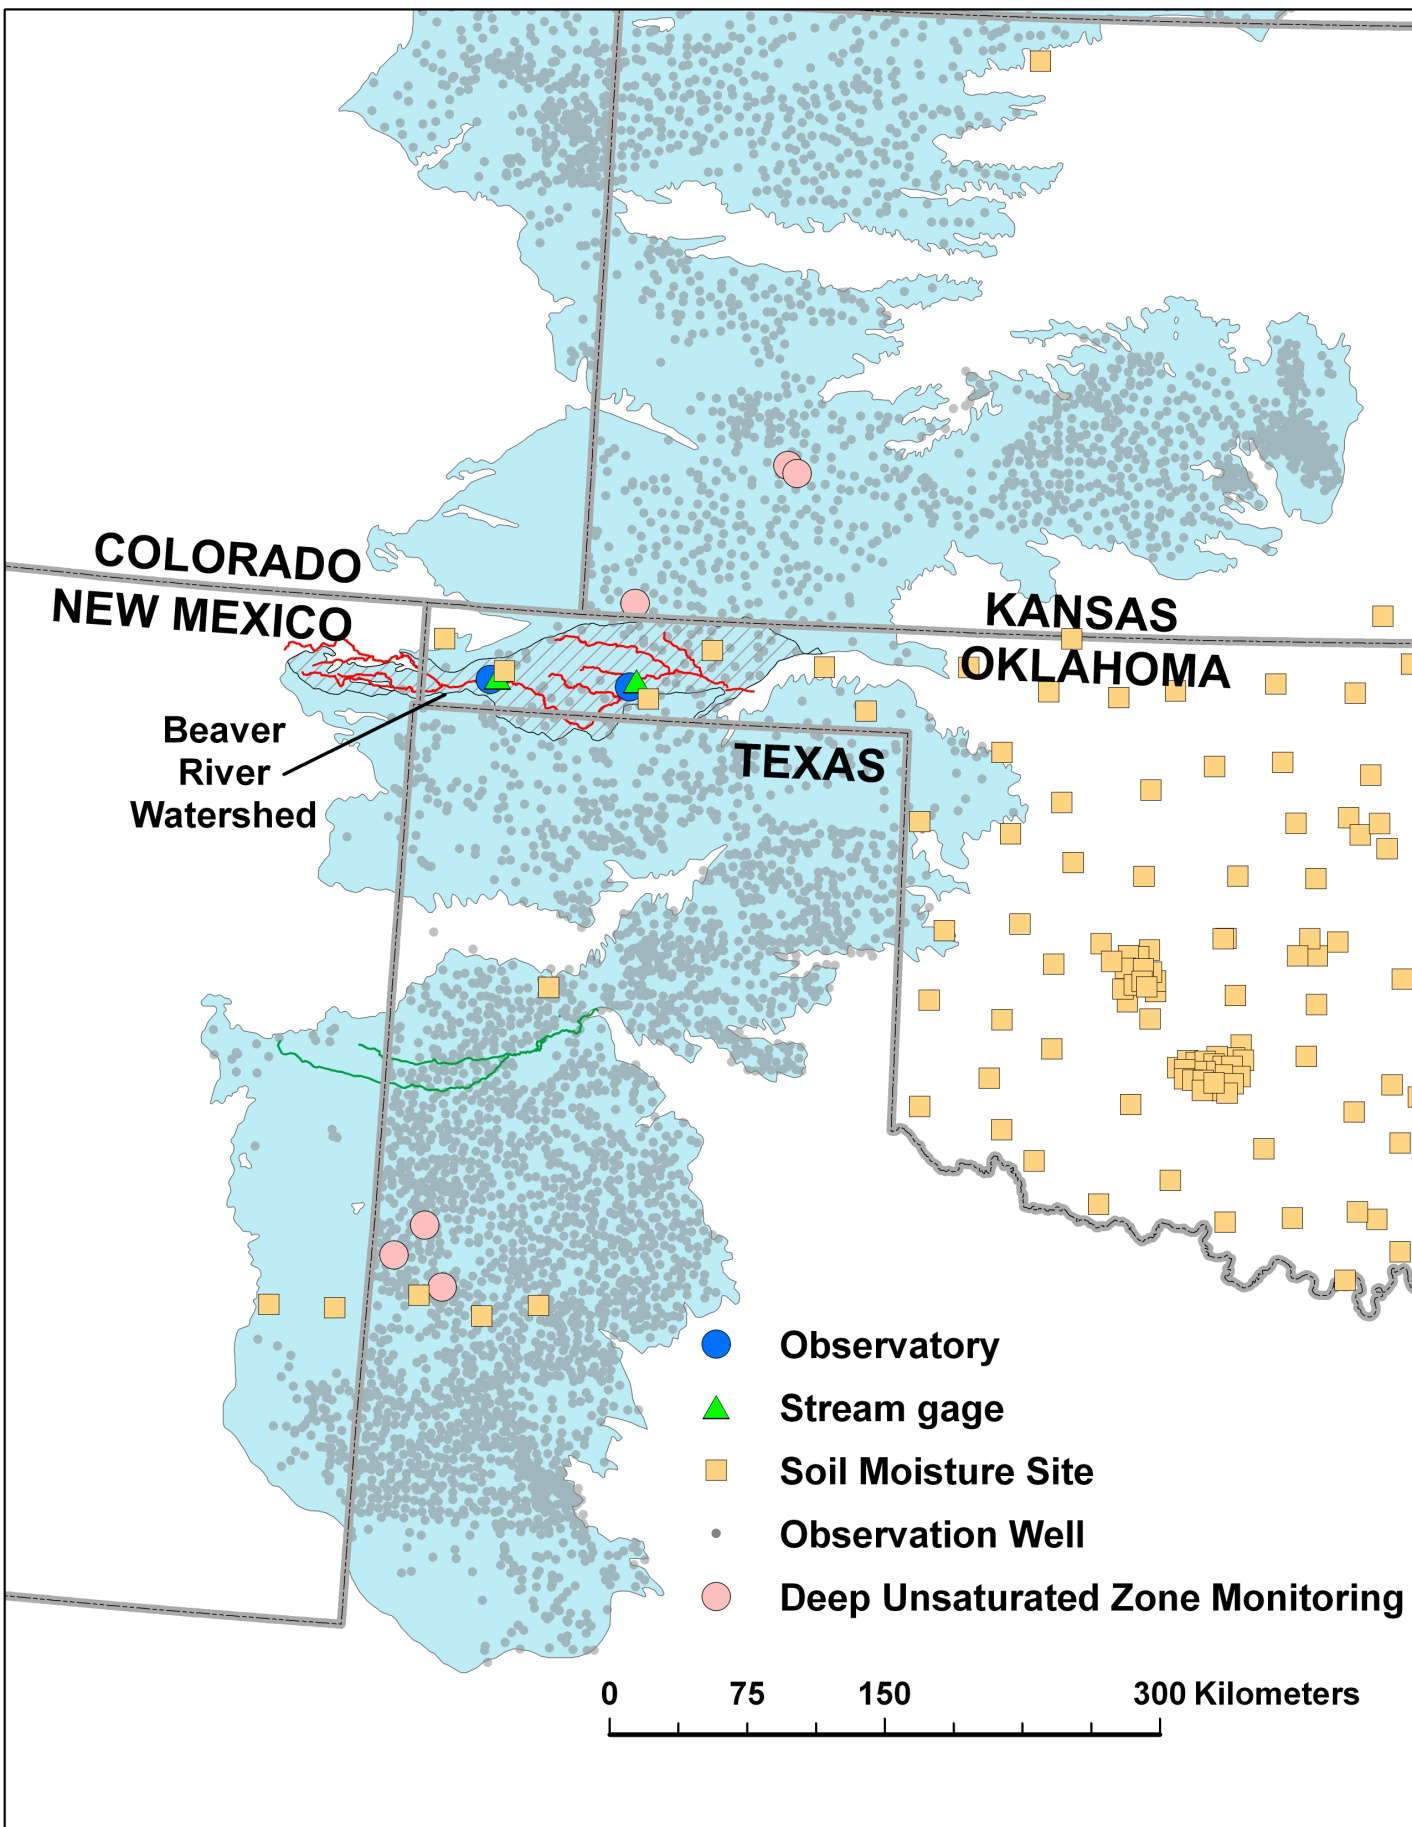 COLORADO
NEW MEXICO
KANSAS
OKLAHOMA
Beaver
River
Watershed
TEXAS
Observatory
Stream gage
Soil Moisture Site
Observation Well
Deep Unsaturated Zone Monitoring
0 75 150 300 Kilometers